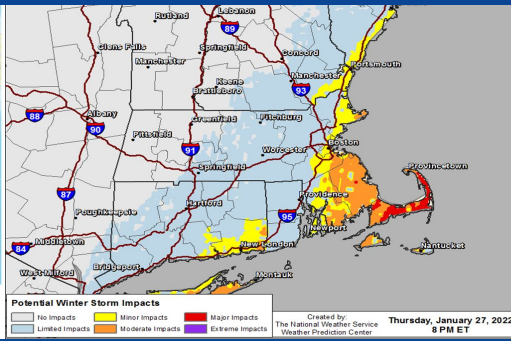 Rutland
Lebanon
89
Glens Falls
Springfield
Concord
Manchester
Portsmouth
Manchester
Keene
93
Brattleboro
88
Albany
Greenfield
Fitchburg
90
Pittsfield
Boston
91
Worcester
Springfield
Provincetown
87
Hartford
Providence
Poughkeepsie
95
Newport
84
Middletown
New London
Nantucket
Bridgeport
West Milford
Montauk
Potential Winter Storm Impacts
No Impacts
Minor Impacts
Major Impacts
Limited Impacts
Moderate Impacts
Extreme Impacts
Created by:
The National Weather Service
Weather Prediction Center
Thursday, January 27, 2022
8 PM ET